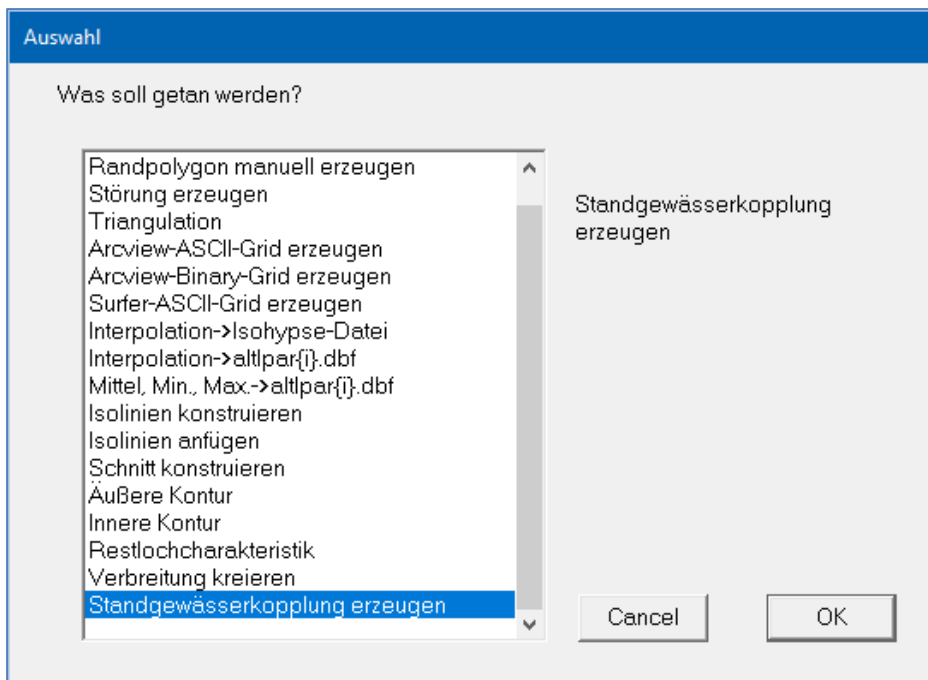 Auswahl
Was soll getan werden?
Randpolygon manuell erzeugen
Störung erzeugen
Triangulation
Arcview-ASCII-Grid erzeugen
Arcview-Binary-Grid erzeugen
Surfer-ASCII-Grid erzeugen
Interpolation->Isohypse-Datei
Interpolation->altlpar{i}.dbf
Mittel, Min., Max.->altlpar{i}.dbf
Isolinien konstruieren
Isolinien anfügen
Schnitt konstruieren
Äußere Kontur
Innere Kontur
Restlochcharakteristik
Verbreitung kreieren
Standgewässerkopplung erzeugen
Standgewässerkopplung
erzeugen
Cancel
OK